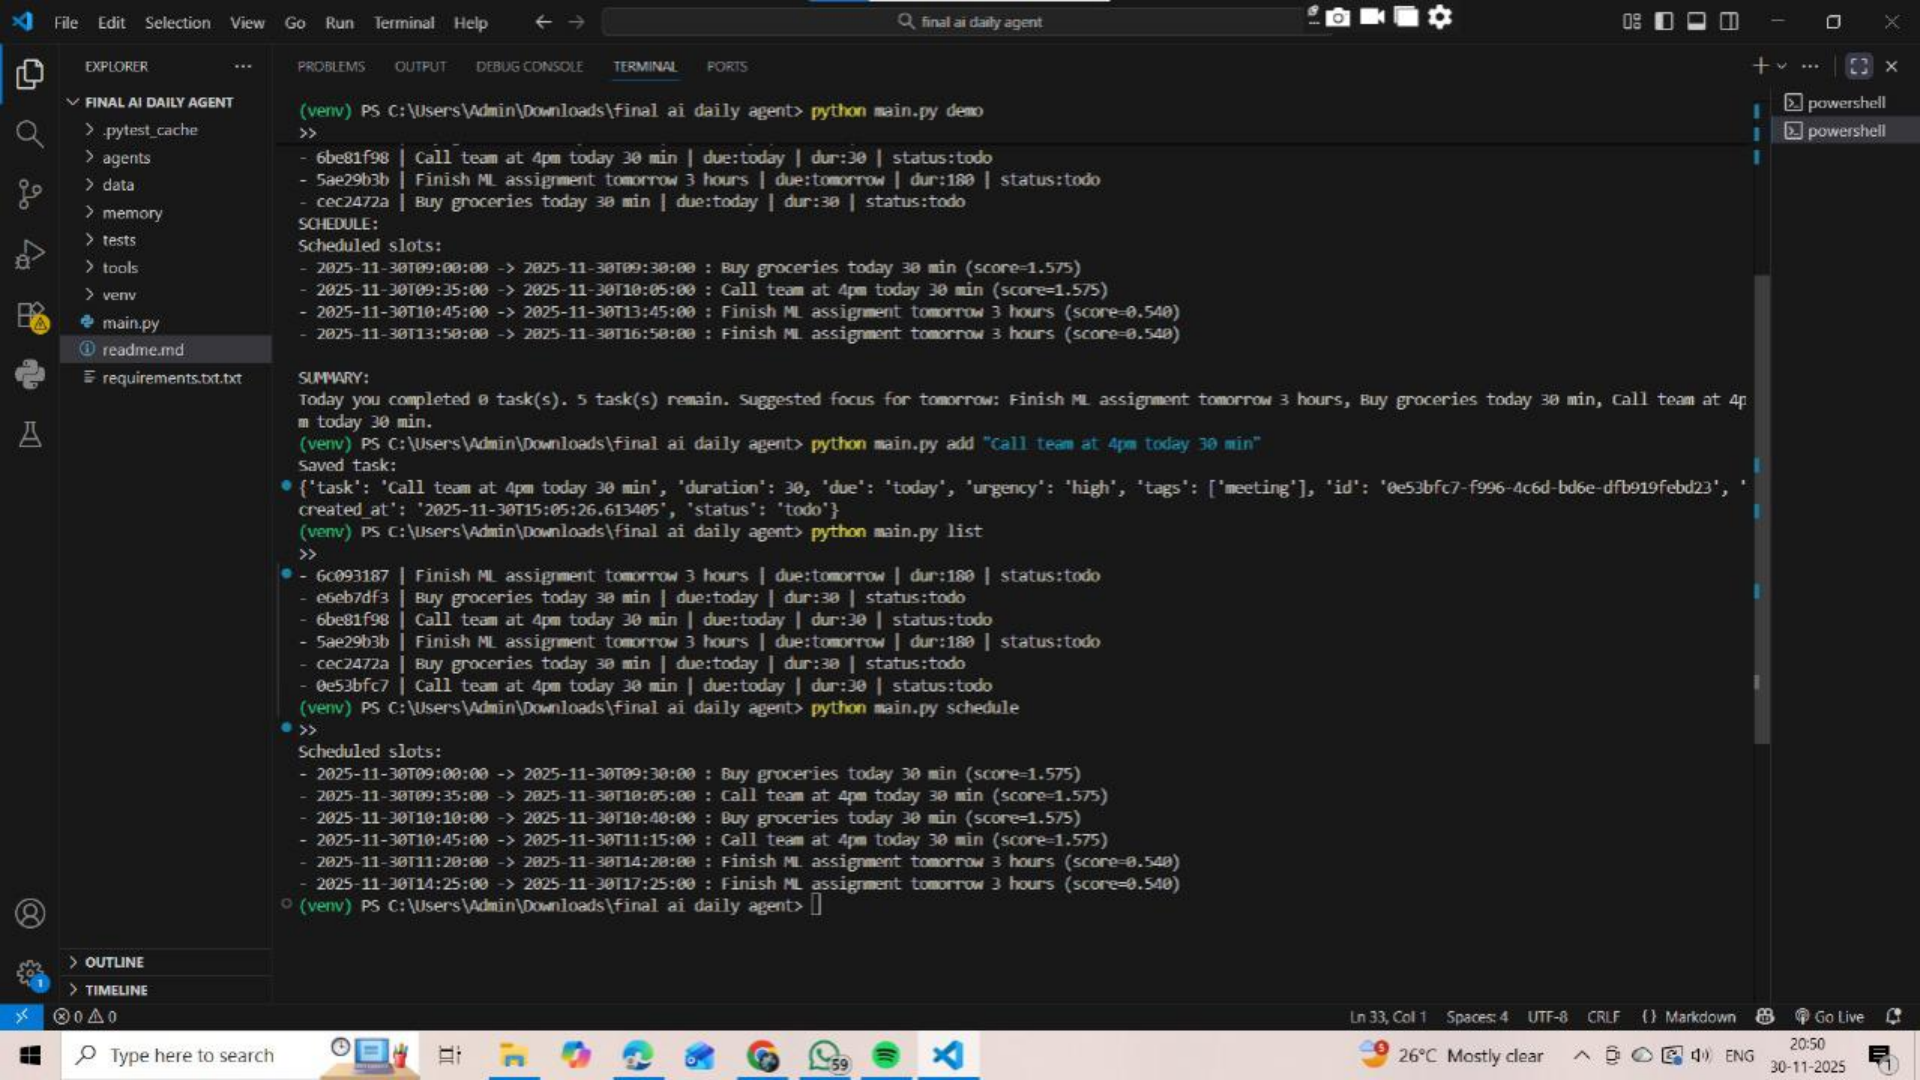 File Edit Selection View Go Run Terminal Help
final ai daily agent
EXPLORER
FINAL AI DAILY AGENT
.pytest_cache
agents
data
memory
tests
tools
venv
main.py
readme.md
requirements.txt.txt
OUTLINE
TIMELINE
PROBLEMS OUTPUT DEBUG CONSOLE TERMINAL PORTS
(venv) PS C:\Users\Admin\Downloads\final ai daily agent> python main.py demo
>>
- 6be81f98 | Call team at 4pm today 30 min | due:today | dur:30 | status:todo
- 5ae29b3b | Finish ML assignment tomorrow 3 hours | due:tomorrow | dur:180 | status:todo
- cec2472a | Buy groceries today 30 min | due:today | dur:30 | status:todo
SCHEDULE:
Scheduled slots:
- 2025-11-30T09:00:00 -> 2025-11-30T09:30:00 : Buy groceries today 30 min (score=1.575)
- 2025-11-30T09:35:00 -> 2025-11-30T10:05:00 : Call team at 4pm today 30 min (score=1.575)
- 2025-11-30T10:45:00 -> 2025-11-30T13:45:00 : Finish ML assignment tomorrow 3 hours (score=0.540)
- 2025-11-30T13:50:00 -> 2025-11-30T16:50:00 : Finish ML assignment tomorrow 3 hours (score=0.540)
SUMMARY:
Today you completed 0 task(s). 5 task(s) remain. Suggested focus for tomorrow: Finish ML assignment tomorrow 3 hours, Buy groceries today 30 min, Call team at 4p
m today 30 min.
(venv) PS C:\Users\Admin\Downloads\final ai daily agent> python main.py add "Call team at 4pm today 30 min"
Saved task:
{'task': 'Call team at 4pm today 30 min', 'duration': 30, 'due': 'today', 'urgency': 'high', 'tags': ['meeting'], 'id': '0e53bfc7-f996-4c6d-bd6e-dfb919febd23', '
created_at': '2025-11-30T15:05:26.613405', 'status': 'todo'}
(venv) PS C:\Users\Admin\Downloads\final ai daily agent> python main.py list
>>
- 6c093187 | Finish ML assignment tomorrow 3 hours | due:tomorrow | dur:180 | status:todo
- e6eb7df3 | Buy groceries today 30 min | due:today | dur:30 | status:todo
- 6be81f98 | Call team at 4pm today 30 min | due:today | dur:30 | status:todo
- 5ae29b3b | Finish ML assignment tomorrow 3 hours | due:tomorrow | dur:180 | status:todo
- cec2472a | Buy groceries today 30 min | due:today | dur:30 | status:todo
- 0e53bfc7 | Call team at 4pm today 30 min | due:today | dur:30 | status:todo
(venv) PS C:\Users\Admin\Downloads\final ai daily agent> python main.py schedule
>>
Scheduled slots:
- 2025-11-30T09:00:00 -> 2025-11-30T09:30:00 : Buy groceries today 30 min (score=1.575)
- 2025-11-30T09:35:00 -> 2025-11-30T10:05:00 : Call team at 4pm today 30 min (score=1.575)
- 2025-11-30T10:10:00 -> 2025-11-30T10:40:00 : Buy groceries today 30 min (score=1.575)
- 2025-11-30T10:45:00 -> 2025-11-30T11:15:00 : Call team at 4pm today 30 min (score=1.575)
- 2025-11-30T11:20:00 -> 2025-11-30T14:20:00 : Finish ML assignment tomorrow 3 hours (score=0.540)
- 2025-11-30T14:25:00 -> 2025-11-30T17:25:00 : Finish ML assignment tomorrow 3 hours (score=0.540)
(venv) PS C:\Users\Admin\Downloads\final ai daily agent>
powershell
powershell
0 0
Ln 33, Col 1 Spaces: 4 UTF-8 CRLF {} Markdown Go Live
Type here to search
59
26°C Mostly clear
ENG
20:50
30-11-2025